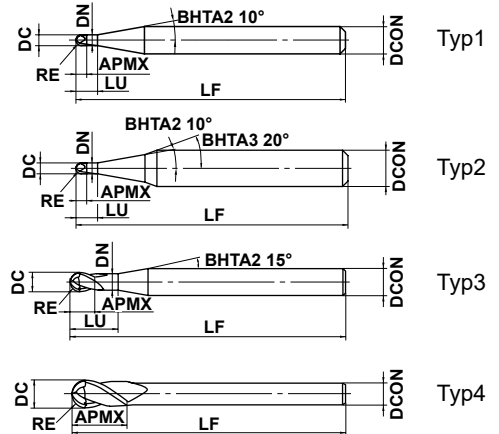 BHTA2 10°
DC
DN
DCON
Typ1
RE
APMX
LU
LF
BHTA2 10°
BHTA3 20°
DC
DN
DCON
Typ2
RE
APMX
LU
LF
BHTA2 15°
DC
DN
DCON
Typ3
RE
APMX
LU
LF
DC
DCON
Typ4
RE
APMX
LF